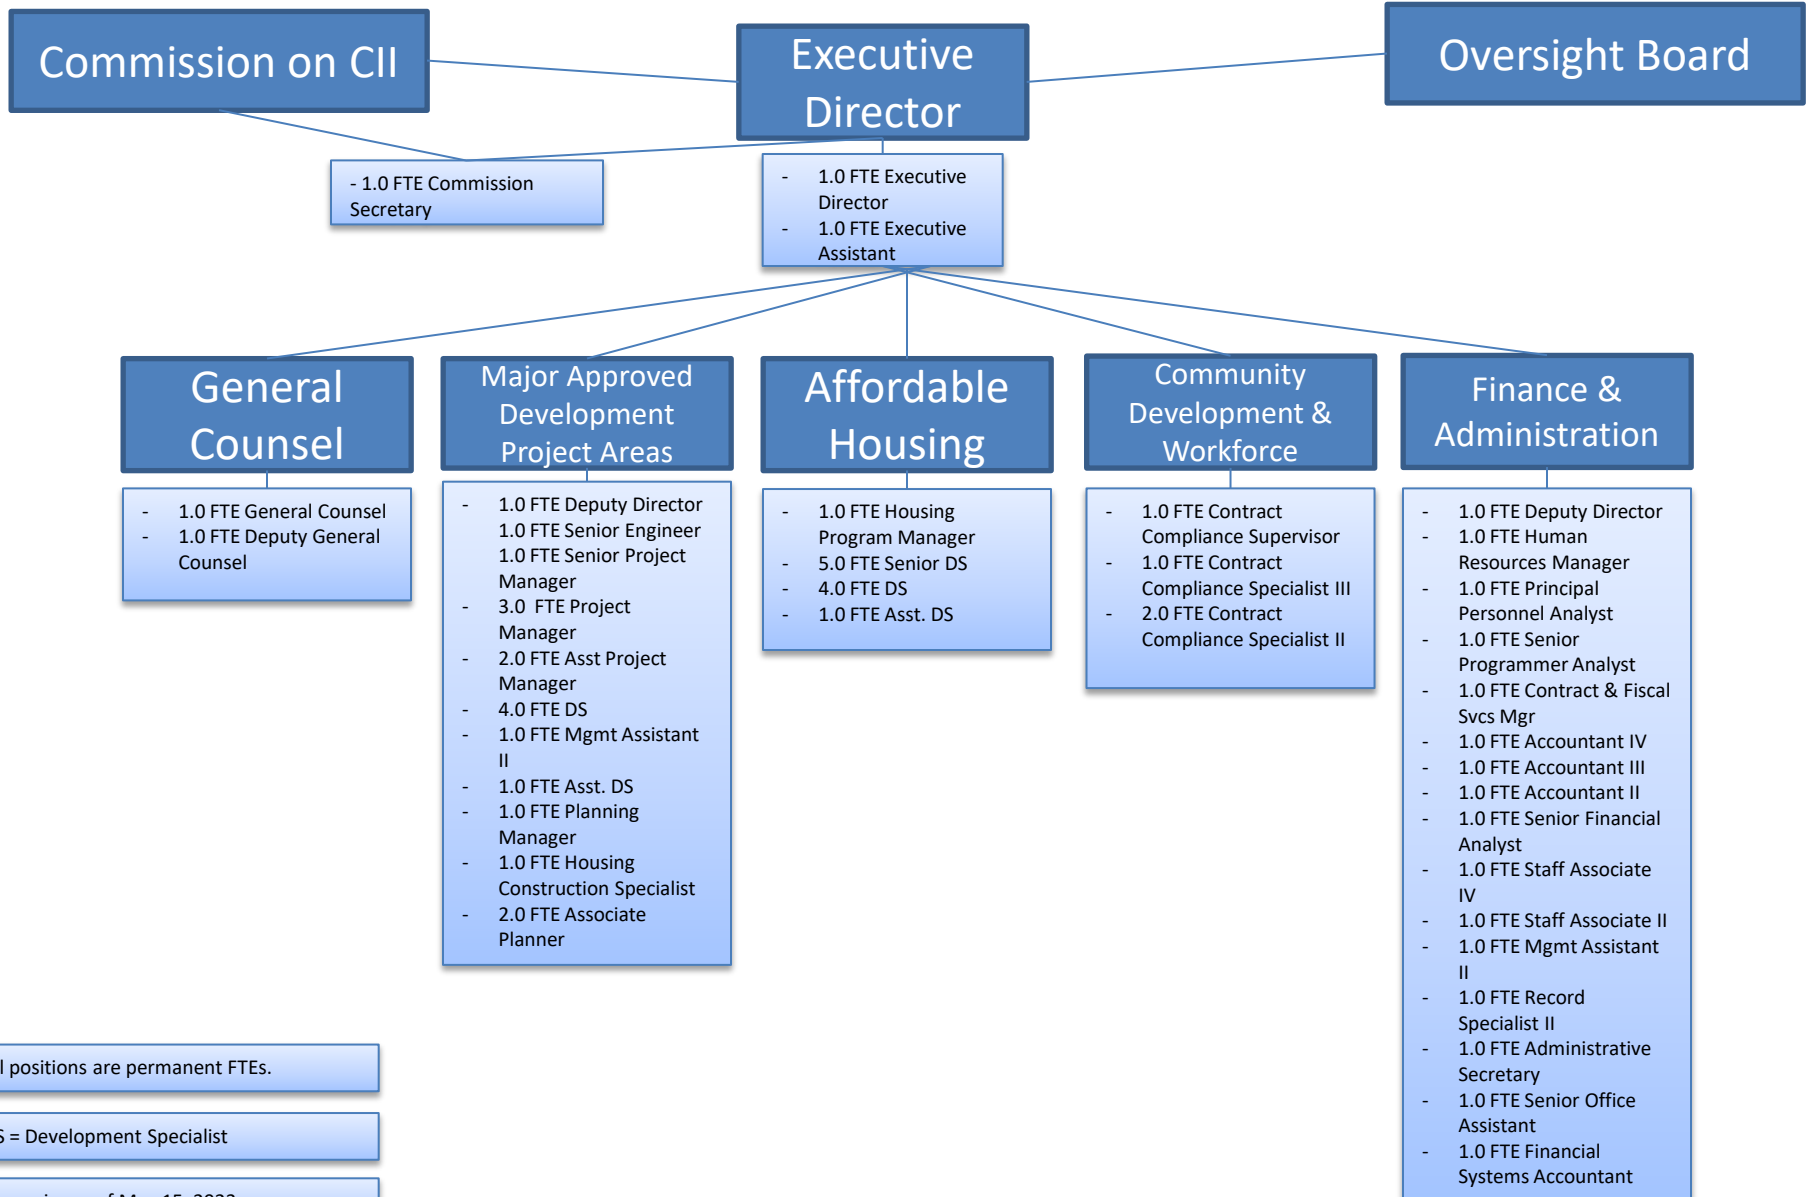 Commission on CII
Executive
Director
Oversight Board
- 1.0 FTE Commission
Secretary
- 1.0 FTE Executive
Director
- 1.0 FTE Executive
Assistant
General
Counsel
- 1.0 FTE General Counsel
- 1.0 FTE Deputy General
Counsel
Major Approved
Development
Project Areas
- 1.0 FTE Deputy Director
1.0 FTE Senior Engineer
1.0 FTE Senior Project
Manager
- 3.0 FTE Project
Manager
- 2.0 FTE Asst Project
Manager
- 4.0 FTE DS
- 1.0 FTE Mgmt Assistant
II
- 1.0 FTE Asst. DS
- 1.0 FTE Planning
Manager
- 1.0 FTE Housing
Construction Specialist
- 2.0 FTE Associate
Planner
Affordable
Housing
- 1.0 FTE Housing
Program Manager
- 5.0 FTE Senior DS
- 4.0 FTE DS
- 1.0 FTE Asst. DS
Community
Development &
Workforce
- 1.0 FTE Contract
Compliance Supervisor
- 1.0 FTE Contract
Compliance Specialist III
- 2.0 FTE Contract
Compliance Specialist II
Finance &
Administration
- 1.0 FTE Deputy Director
- 1.0 FTE Human
Resources Manager
- 1.0 FTE Principal
Personnel Analyst
- 1.0 FTE Senior
Programmer Analyst
- 1.0 FTE Contract & Fiscal
Svcs Mgr
- 1.0 FTE Accountant IV
- 1.0 FTE Accountant III
- 1.0 FTE Accountant II
- 1.0 FTE Senior Financial
Analyst
- 1.0 FTE Staff Associate
IV
- 1.0 FTE Staff Associate II
- 1.0 FTE Mgmt Assistant
II
- 1.0 FTE Record
Specialist II
- 1.0 FTE Administrative
Secretary
- 1.0 FTE Senior Office
Assistant
- 1.0 FTE Financial
Systems Accountant
positions are permanent FTEs.
= Development Specialist
of May 15, 2023